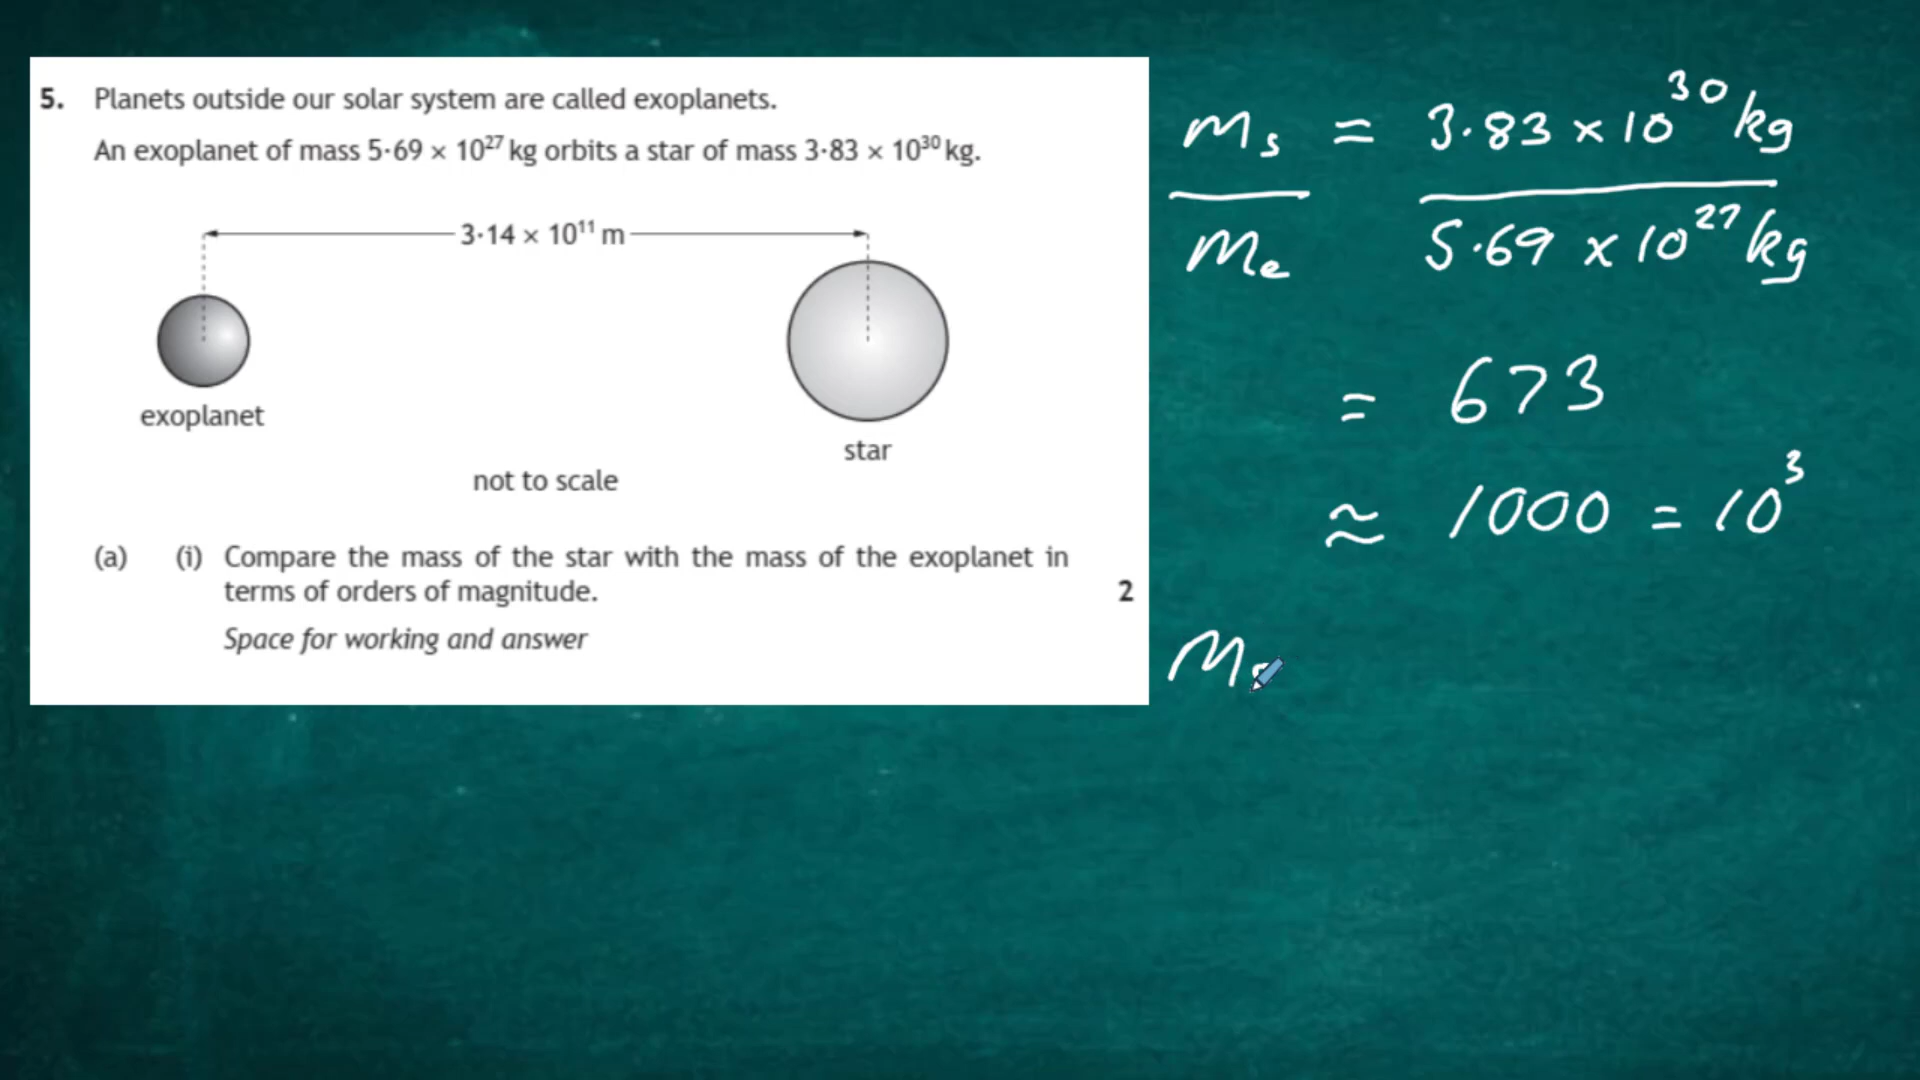 5. Planets outside our solar system are called exoplanets.
An exoplanet of mass 5·69 × 10²⁷ kg orbits a star of mass 3·83 × 10³⁰ kg.
3·14 × 10¹¹ m
exoplanet
star
not to scale
(a) (i) Compare the mass of the star with the mass of the exoplanet in
terms of orders of magnitude. 2
Space for working and answer
mₛ = 3·83 × 10³⁰ kg
mₑ 5·69 × 10²⁷ kg
= 673
≈ 1000 = 10³
M